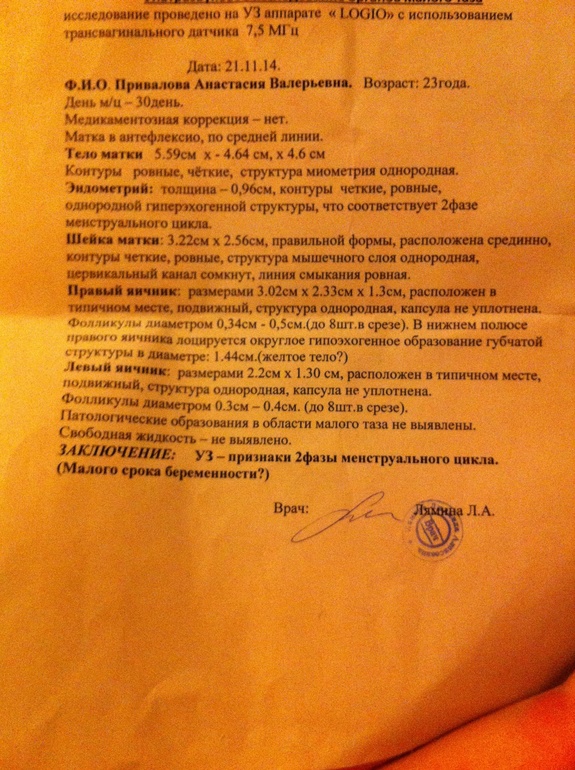 органов малого таза
исследование проведено на УЗ аппарате « LOGIO» с использованием
трансвагинального датчика 7,5 МГц
Дата: 21.11.14.
Ф.И.О. Привалова Анастасия Валерьевна. Возраст: 23года.
День м/ц – 30день.
Медикаментозная коррекция – нет.
Матка в антефлексио, по средней линии.
Тело матки 5.59см х - 4.64 см, х 4.6 см
Контуры ровные, чёткие, структура миометрия однородная.
Эндометрий: толщина – 0,96см, контуры четкие, ровные,
однородной гиперэхогенной структуры, что соответствует 2фазе
менструального цикла.
Шейка матки: 3.22см х 2.56см, правильной формы, расположена срединно,
контуры четкие, ровные, структура мышечного слоя однородная,
цервикальный канал сомкнут, линия смыкания ровная.
Правый яичник: размерами 3.02см х 2.33см х 1.3см, расположен в
типичном месте, подвижный, структура однородная, капсула не уплотнена.
Фолликулы диаметром 0,34см - 0,5см.(до 8шт.в срезе). В нижнем полюсе
правого яичника лоцируется округлое гипоэхогенное образование губчатой
структуры в диаметре: 1.44см.(желтое тело?)
Левый яичник: размерами 2.2см х 1.30 см, расположен в типичном месте,
подвижный, структура однородная, капсула не уплотнена.
Фолликулы диаметром 0.3см – 0.4см. (до 8шт.в срезе).
Патологические образования в области малого таза не выявлены.
Свободная жидкость – не выявлено.
ЗАКЛЮЧЕНИЕ: УЗ – признаки 2фазы менструального цикла.
(Малого срока беременности?)
Врач: Лямина Л.А.
Врач